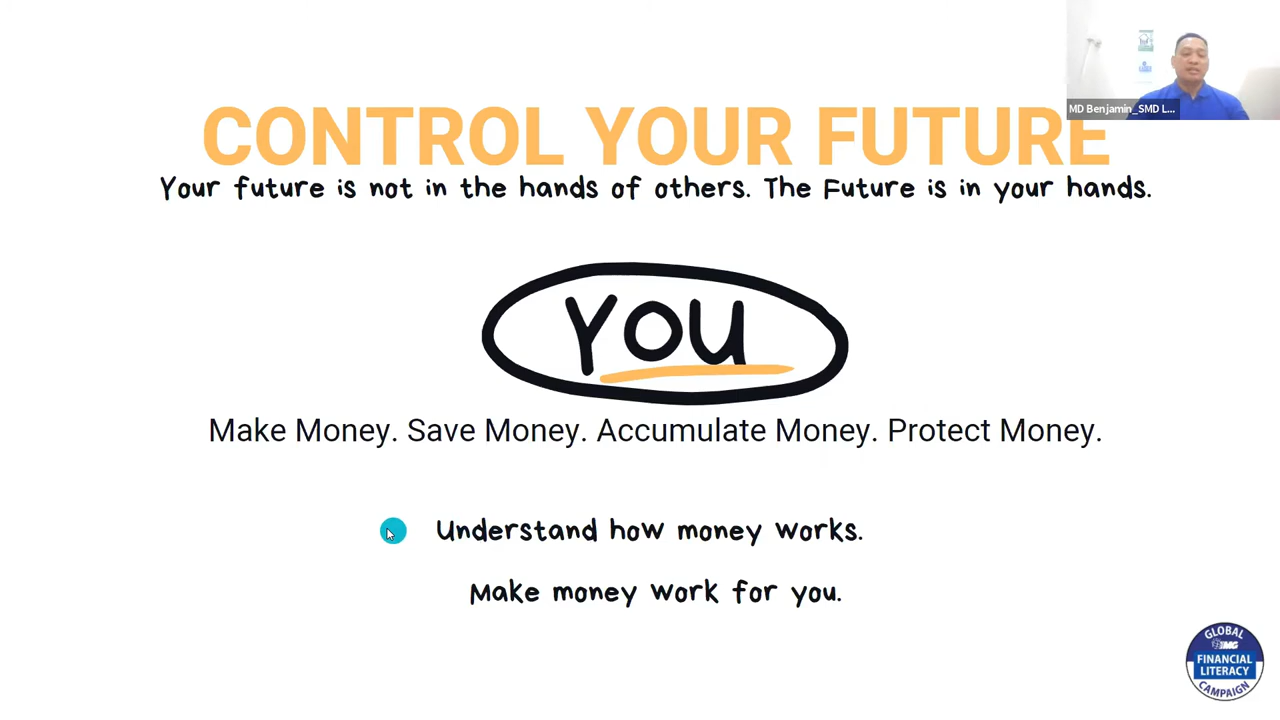 MD Benjamin_SMD L...
CONTROL YOUR FUTURE
Your future is not in the hands of others. The Future is in your hands.
YOU
Make Money. Save Money. Accumulate Money. Protect Money.
Understand how money works.
Make money work for you.
GLOBAL
IMG
FINANCIAL
LITERACY
CAMPAIGN